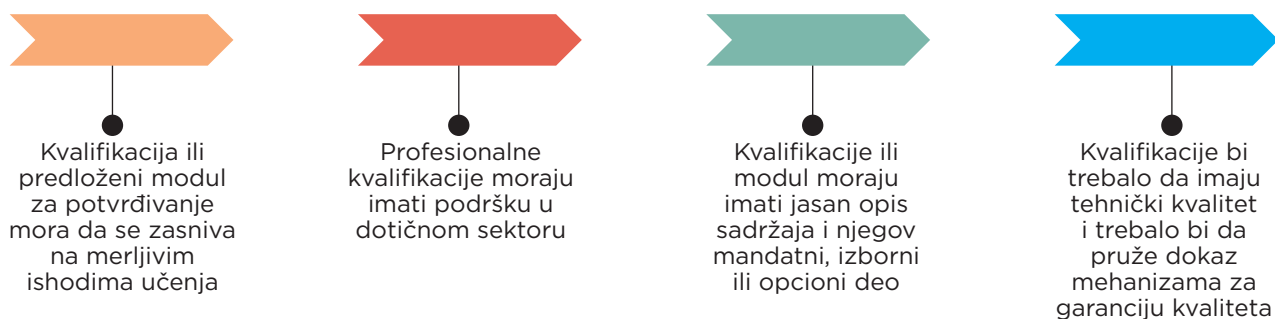 Kvalifikacija ili
predloženi modul
za potvrđivanje
mora da se zasniva
na merljivim
ishodima učenja
Profesionalne
kvalifikacije moraju
imati podršku u
dotičnom sektoru
Kvalifikacije ili
modul moraju
imati jasan opis
sadržaja i njegov
mandatni, izborni
ili opcioni deo
Kvalifikacije bi
trebalo da imaju
tehnički kvalitet
i trebalo bi da
pruže dokaz
mehanizama za
garanciju kvaliteta